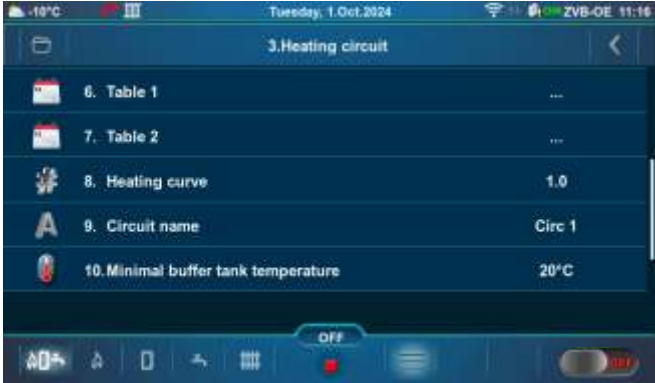 -10°C Tuesday, 1.Oct.2024 ZVB-OE 11:16
3.Heating circuit
6. Table 1 ...
7. Table 2 ...
8. Heating curve 1.0
9. Circuit name Circ 1
10.Minimal buffer tank temperature 20°C
OFF
OFF